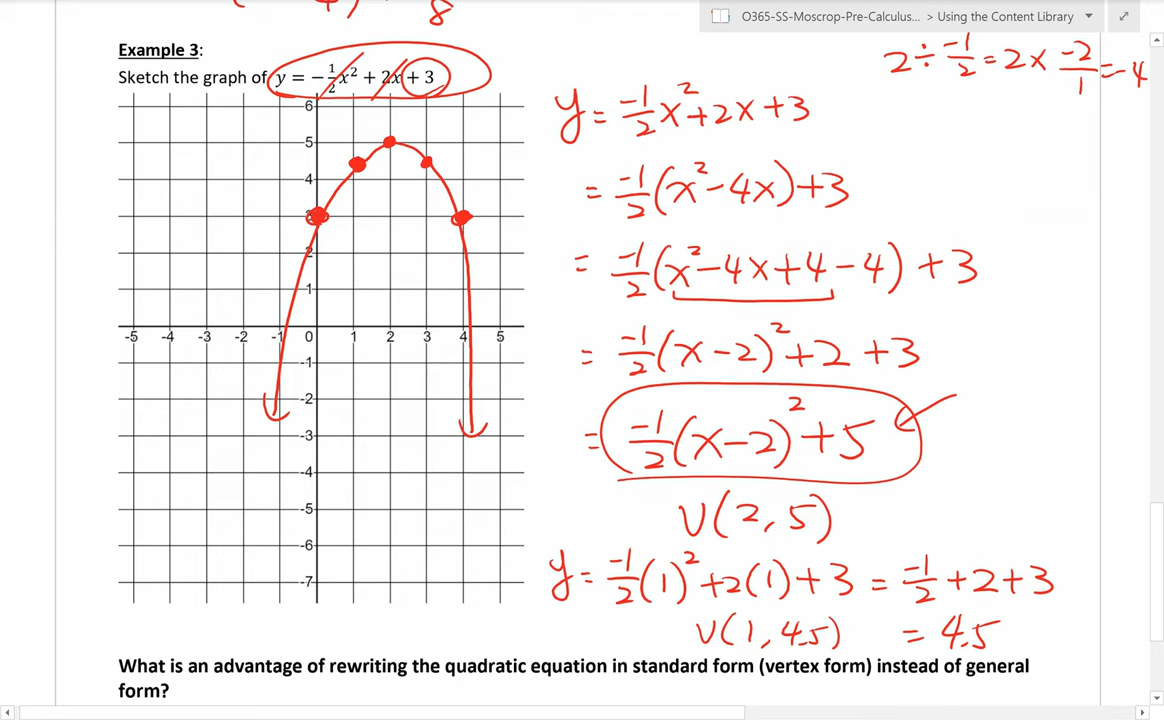 8
O365-SS-Moscrop-Pre-Calculus... > Using the Content Library
Example 3:
Sketch the graph of y = -1/2x² + 2x + 3
2 ÷ -1/2 = 2 x -2/1 = -4
y = -1/2x² + 2x + 3
= -1/2(x² - 4x) + 3
= -1/2(x² - 4x + 4 - 4) + 3
= -1/2(x - 2)² + 2 + 3
= -1/2(x - 2)² + 5
V(2, 5)
y = -1/2(1)² + 2(1) + 3 = -1/2 + 2 + 3
V(1, 4.5) = 4.5
6
5
4
3
2
1
-5 -4 -3 -2 -1 0 1 2 3 4 5
-1
-2
-3
-4
-5
-6
-7
What is an advantage of rewriting the quadratic equation in standard form (vertex form) instead of general
form?